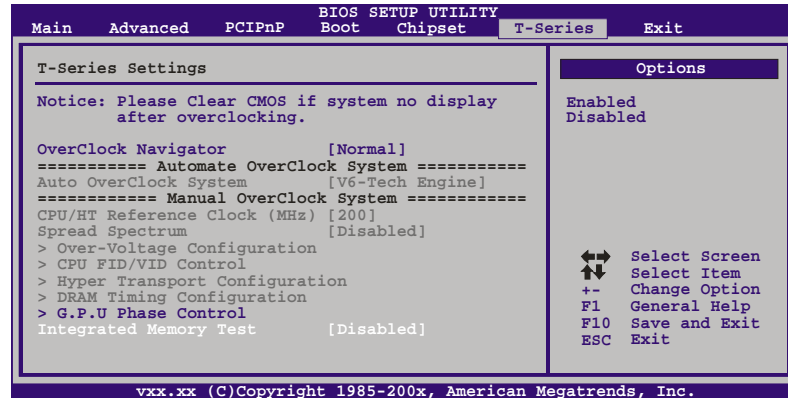 BIOS SETUP UTILITY
Main Advanced PCIPnP Boot Chipset T-Series Exit
T-Series Settings
Notice: Please Clear CMOS if system no display
after overclocking.
OverClock Navigator [Normal]
=========== Automate OverClock System ===========
Auto OverClock System [V6-Tech Engine]
============ Manual OverClock System ============
CPU/HT Reference Clock (MHz) [200]
Spread Spectrum [Disabled]
> Over-Voltage Configuration
> CPU FID/VID Control
> Hyper Transport Configuration
> DRAM Timing Configuration
> G.P.U Phase Control
Integrated Memory Test [Disabled]
Options
Enabled
Disabled
Select Screen
Select Item
+- Change Option
F1 General Help
F10 Save and Exit
ESC Exit
vxx.xx (C)Copyright 1985-200x, American Megatrends, Inc.